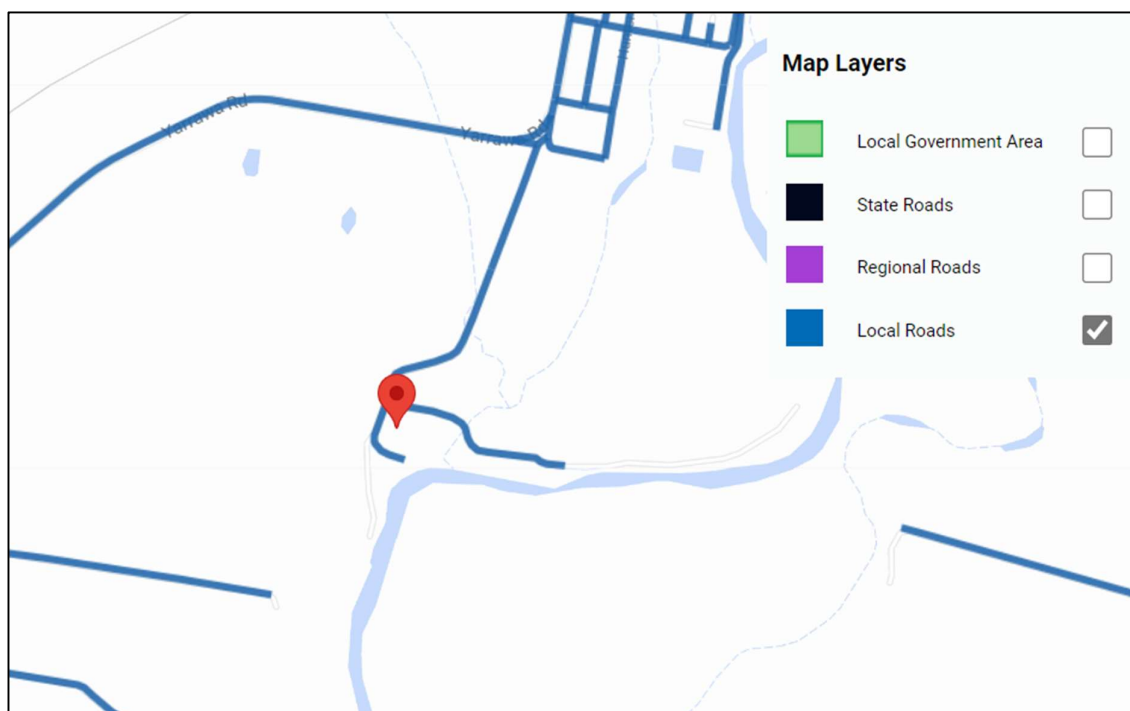 Map Layers
Local Government Area
State Roads
Regional Roads
Local Roads
Yarrawa Rd
Yarrawa Rd